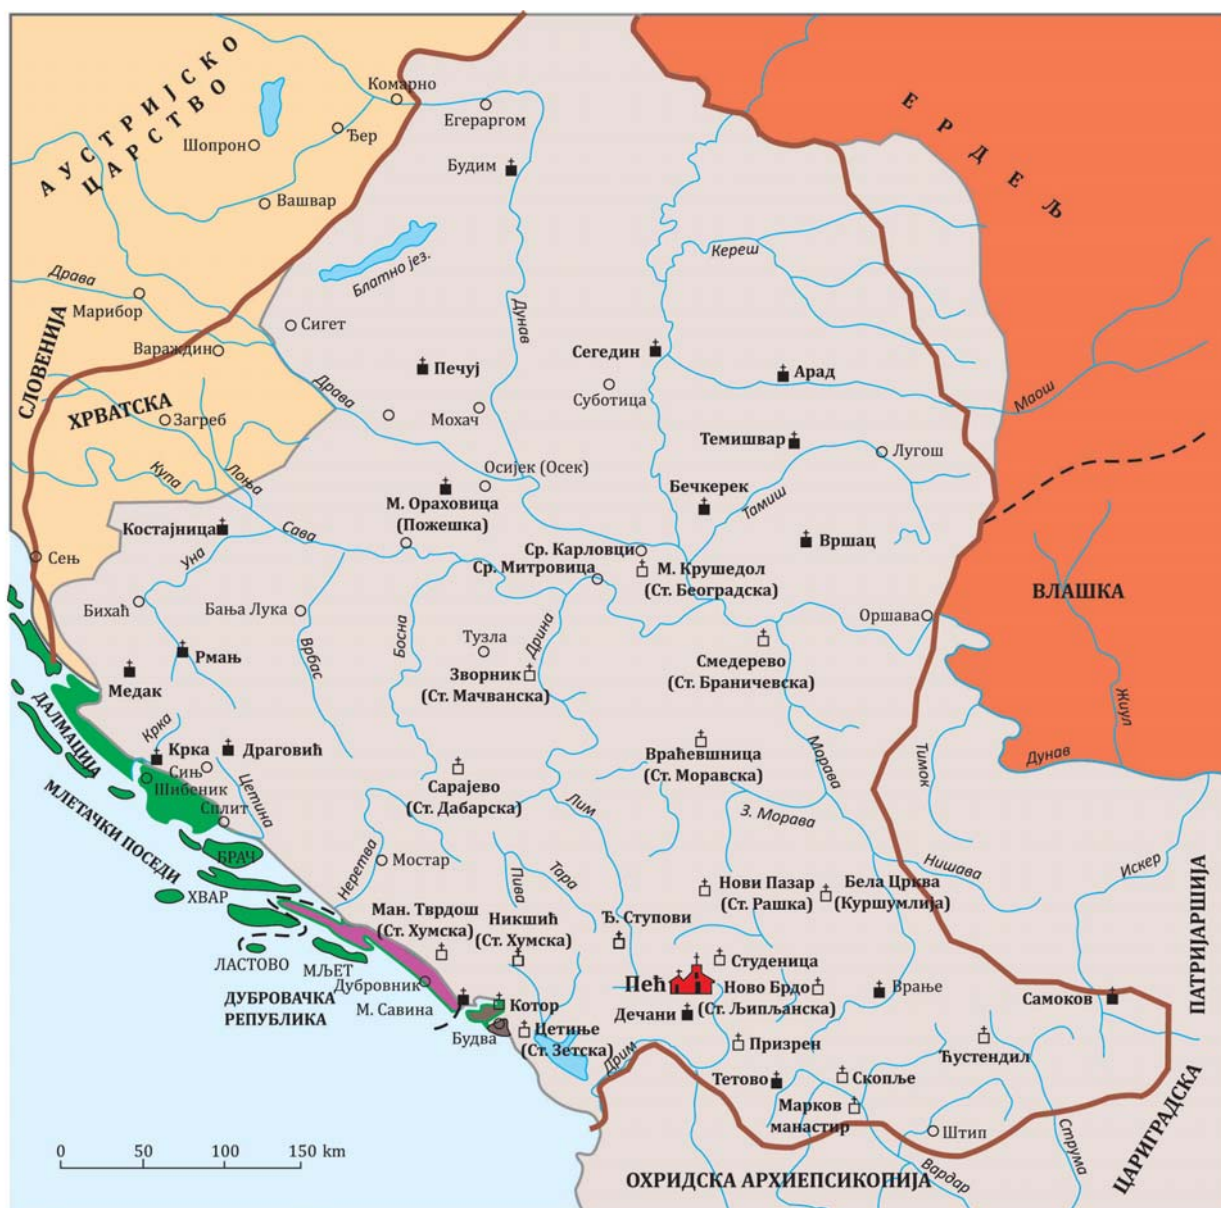 АУСТРИЈСКО
ЦАРСТВО
Комарно
Егерагом
Ђер
Шопрон
Будим
Вашвар
ЕРДЕЉ
Кереш
Блатно јез.
Драва
Марибор
Сигет
Дунав
СЛОВЕНИЈА
Вараждин
Сегедин
Печуј
Арад
Суботица
Маош
Драва
Мохач
ХРВАТСКА
Загреб
Темишвар
Лугош
Купа
Лоња
Осијек (Осек)
Бечкерек
М. Ораховица
(Пожешка)
Тамиш
Костајница
Сава
Вршац
Сењ
Уна
Ср. Карловци
Ср. Митровица
М. Крушедол
(Ст. Београдска)
ВЛАШКА
Бихаћ
Бања Лука
Оршава
Босна
Дрина
Тузла
Врбас
Рмањ
Зворник
(Ст. Мачванска)
Смедерево
(Ст. Браничевска)
Медак
Жиул
ДАЛМАЦИЈА
Крка
Крка
Драговић
Враћевшница
(Ст. Моравска)
Морава
Тимок
Дунав
Сињ
Шибеник
Цетина
Сарајево
(Ст. Дабарска)
Лим
МЛЕТАЧКИ ПОСЕДИ
Сплит
З. Морава
БРАЧ
Мостар
Неретва
Пива
Тара
Нишава
Искер
ХВАР
Нови Пазар
(Ст. Рашка)
Бела Црква
(Куршумлија)
Ман. Тврдош
(Ст. Хумска)
Никшић
(Ст. Хумска)
Ђ. Ступови
ЛАСТОВО
МЉЕТ
Студеница
Пећ
Дубровник
Ново Брдо
(Ст. Љипљанска)
Врање
Самоков
ДУБРОВАЧКА
РЕПУБЛИКА
М. Савина
Котор
Дечани
Будва
Цетиње
(Ст. Зетска)
Призрен
Ћустендил
Дрим
Тетово
Скопље
Марков
манастир
Штип
Струма
Вардар
ЦАРИГРАДСКА
ПАТРИЈАРШИЈА
ОХРИДСКА АРХИЕПСИКОПИЈА
0 50 100 150 km